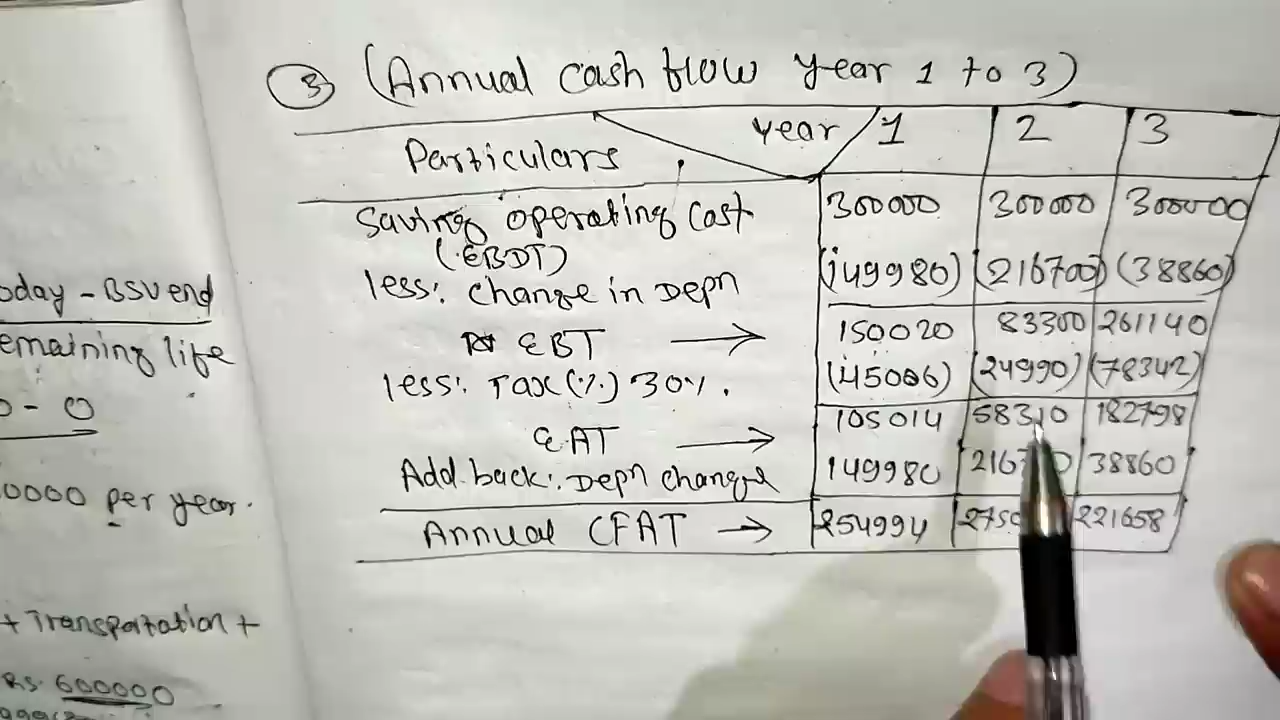 3 (Annual cash flow year 1 to 3)
Particulars year 1 2 3
Saving operating cost 300000 300000 300000
(EBDT)
less: change in Depn (149980) (216700) (38860)
EBT → 150020 83300 261140
less: Tax (%) 30%. (45006) (24990) (78342)
EAT → 105014 58310 182798
Add back: Depn change 149980 38860
Annual CFAT → 254994 221658
oday - BSV end
emaining life
0 - 0
0000 per year.
+ Transportation +
RS. 600000